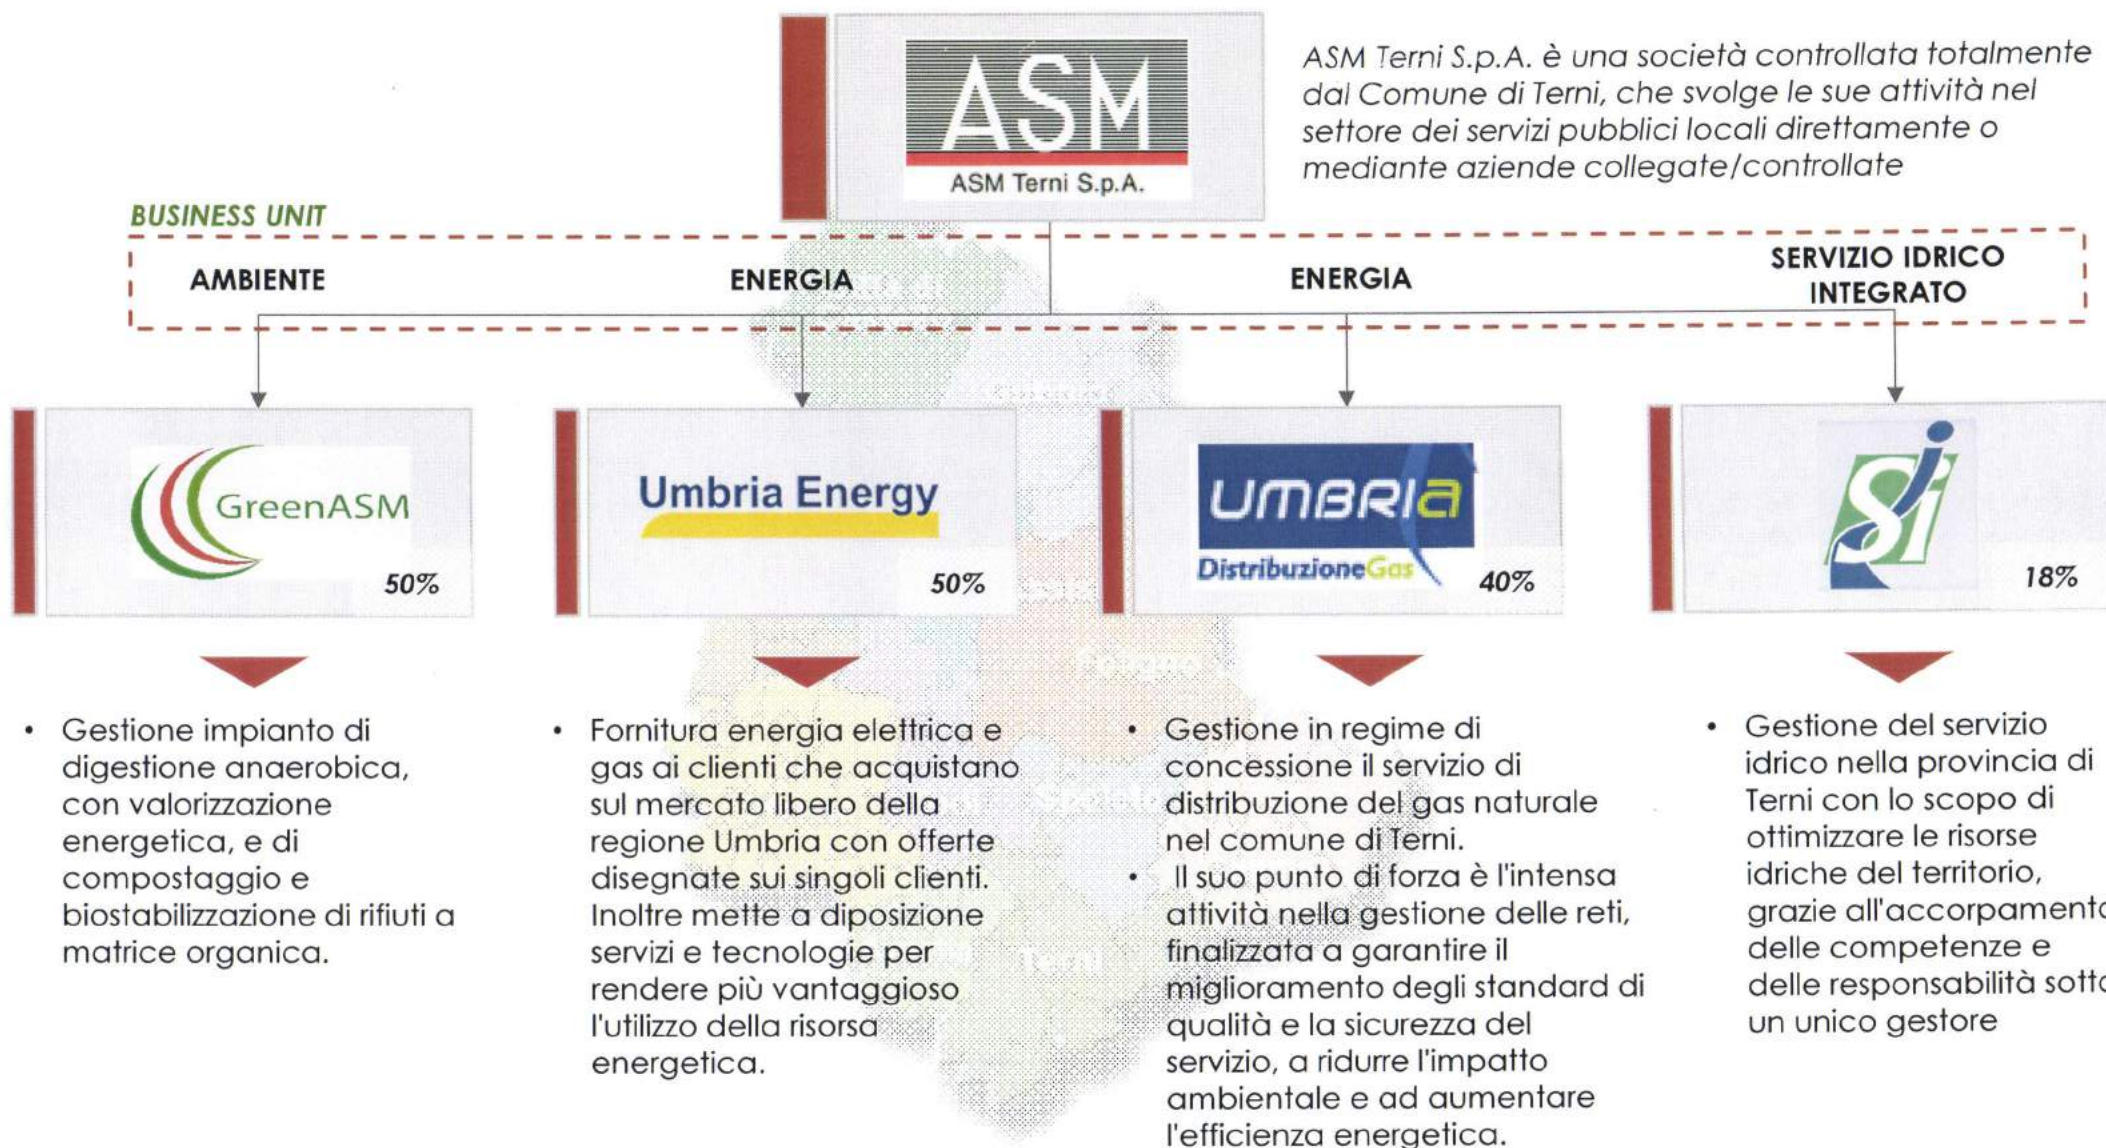 ASM
ASM Terni S.p.A.
ASM Terni S.p.A. è una società controllata totalmente
dal Comune di Terni, che svolge le sue attività nel
settore dei servizi pubblici locali direttamente o
mediante aziende collegate/controllate
BUSINESS UNIT
AMBIENTE
ENERGIA
ENERGIA
SERVIZIO IDRICO
INTEGRATO
GreenASM
50%
Umbria Energy
50%
UMBRIa
DistribuzioneGas
40%
Sii
18%
• Gestione impianto di
digestione anaerobica,
con valorizzazione
energetica, e di
compostaggio e
biostabilizzazione di rifiuti a
matrice organica.
• Fornitura energia elettrica e
gas ai clienti che acquistano
sul mercato libero della
regione Umbria con offerte
disegnate sui singoli clienti.
Inoltre mette a diposizione
servizi e tecnologie per
rendere più vantaggioso
l'utilizzo della risorsa
energetica.
• Gestione in regime di
concessione il servizio di
distribuzione del gas naturale
nel comune di Terni.
• Il suo punto di forza è l'intensa
attività nella gestione delle reti,
finalizzata a garantire il
miglioramento degli standard di
qualità e la sicurezza del
servizio, a ridurre l'impatto
ambientale e ad aumentare
l'efficienza energetica.
• Gestione del servizio
idrico nella provincia di
Terni con lo scopo di
ottimizzare le risorse
idriche del territorio,
grazie all'accorpamento
delle competenze e
delle responsabilità sotto
un unico gestore
Foligno
Spoleto
Terni